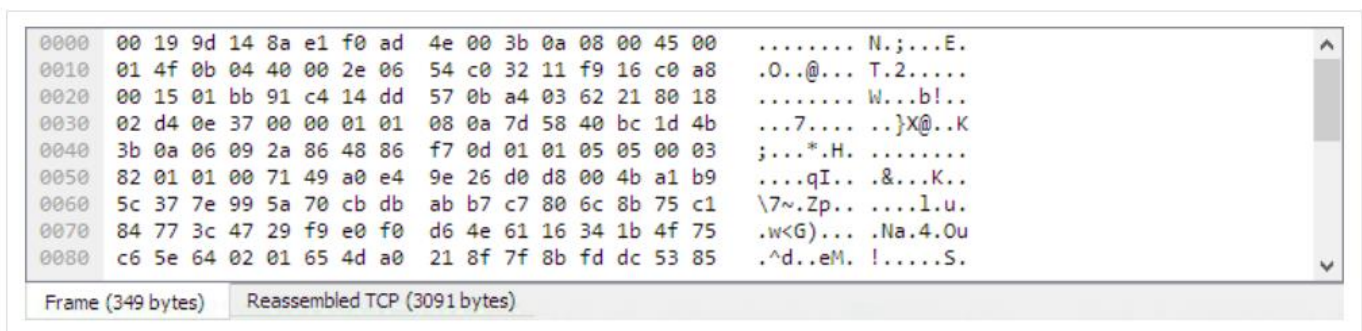 0000 00 19 9d 14 8a e1 f0 ad 4e 00 3b 0a 08 00 45 00 ........ N.;...E.
0010 01 4f 0b 04 40 00 2e 06 54 c0 32 11 f9 16 c0 a8 .O..@... T.2.....
0020 00 15 01 bb 91 c4 14 dd 57 0b a4 03 62 21 80 18 ........ W...b!..
0030 02 d4 0e 37 00 00 01 01 08 0a 7d 58 40 bc 1d 4b ...7.... ..}X@..K
0040 3b 0a 06 09 2a 86 48 86 f7 0d 01 01 05 05 00 03 ;...*.H. ........
0050 82 01 01 00 71 49 a0 e4 9e 26 d0 d8 00 4b a1 b9 ....qI.. .&...K..
0060 5c 37 7e 99 5a 70 cb db ab b7 c7 80 6c 8b 75 c1 \7~.Zp.. ....l.u.
0070 84 77 3c 47 29 f9 e0 f0 d6 4e 61 16 34 1b 4f 75 .w<G)... .Na.4.Ou
0080 c6 5e 64 02 01 65 4d a0 21 8f 7f 8b fd dc 53 85 .^d..eM. !.....S.
Frame (349 bytes) Reassembled TCP (3091 bytes)